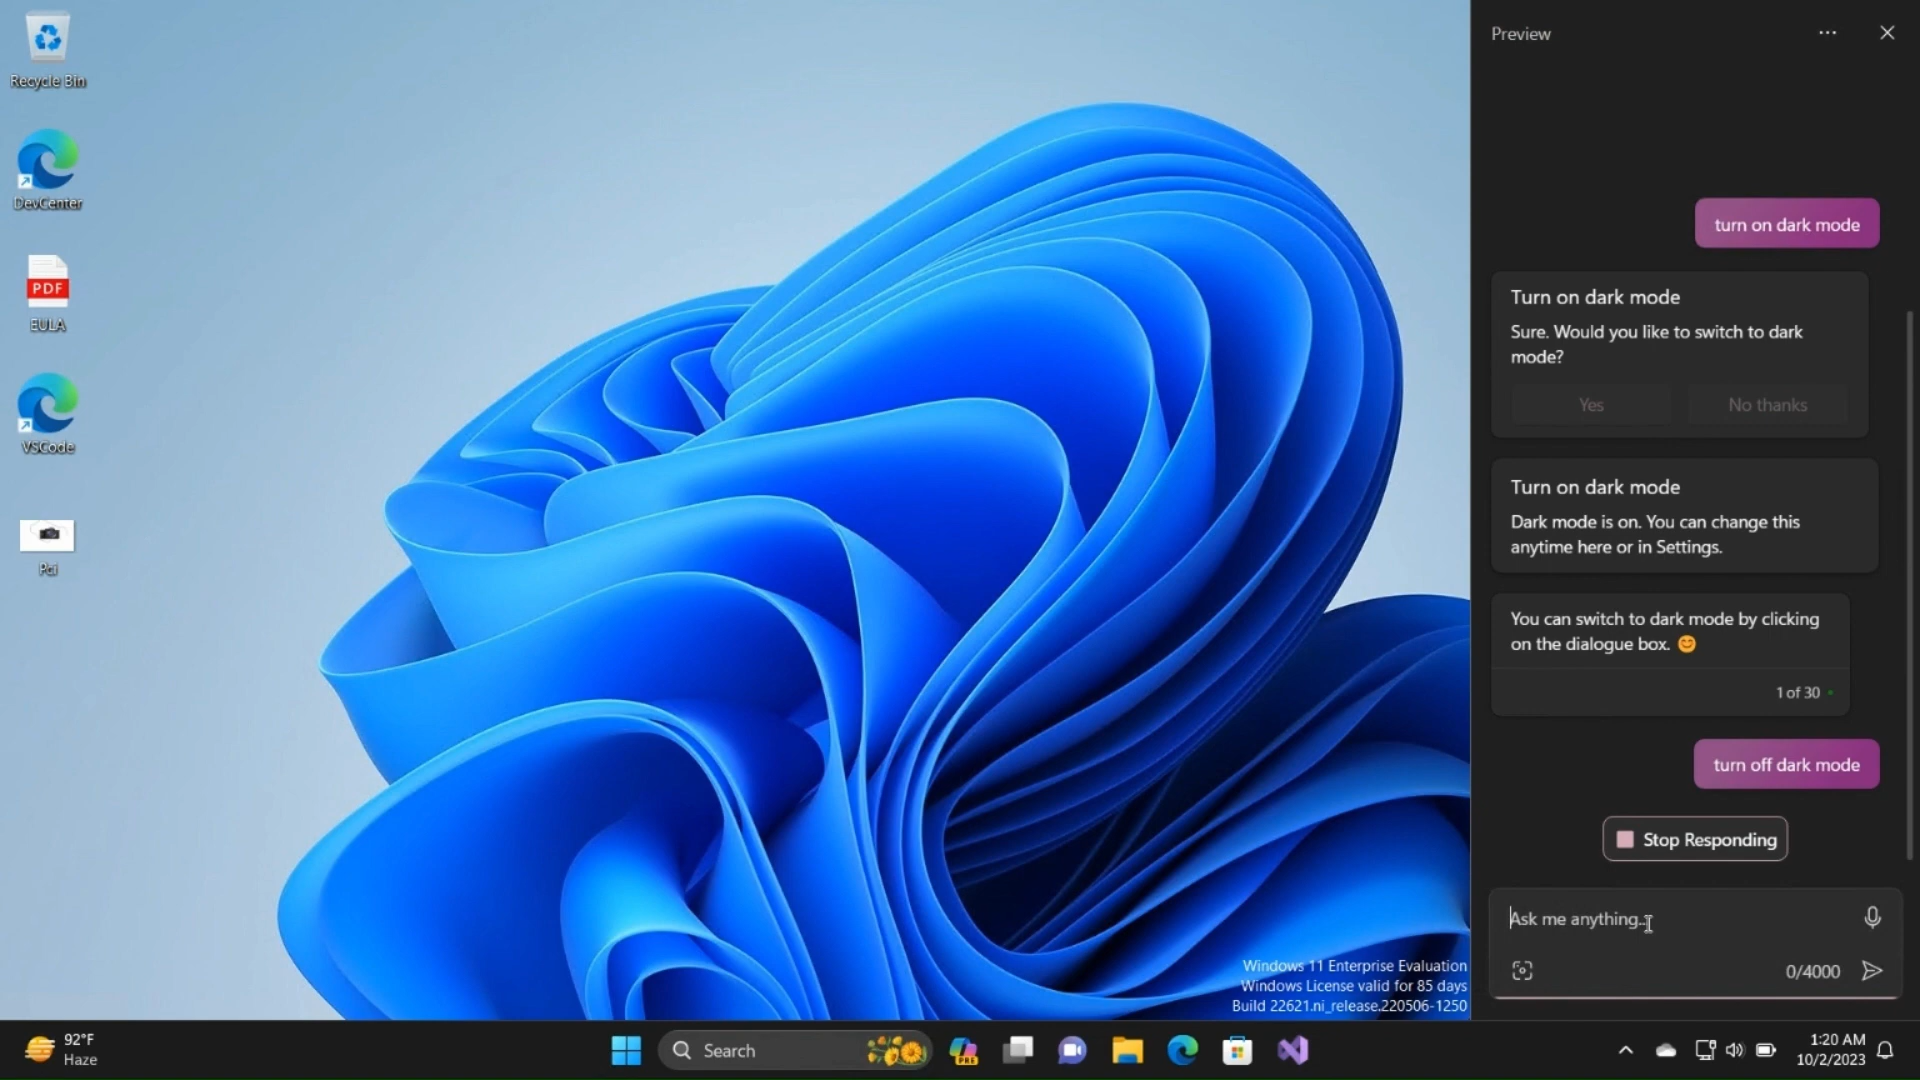 Recycle Bin
DevCenter
PDF
EULA
VSCode
Pci
Preview
turn on dark mode
Turn on dark mode
Sure. Would you like to switch to dark
mode?
Yes
No thanks
Turn on dark mode
Dark mode is on. You can change this
anytime here or in Settings.
You can switch to dark mode by clicking
on the dialogue box. 😊
1 of 30
turn off dark mode
Stop Responding
Ask me anything...
0/4000
Windows 11 Enterprise Evaluation
Windows License valid for 85 days
Build 22621.ni_release.220506-1250
92°F
Haze
Search
PRE
1:20 AM
10/2/2023